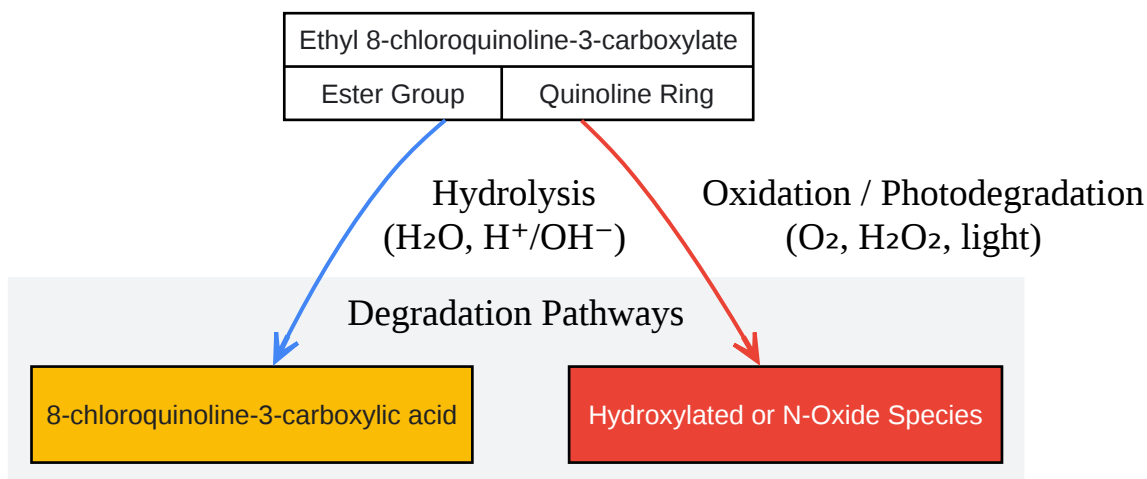 Ethyl 8-chloroquinoline-3-carboxylate
Ester Group
Quinoline Ring
Hydrolysis
(H₂O, H⁺/OH⁻)
Oxidation / Photodegradation
(O₂, H₂O₂, light)
Degradation Pathways
8-chloroquinoline-3-carboxylic acid
Hydroxylated or N-Oxide Species